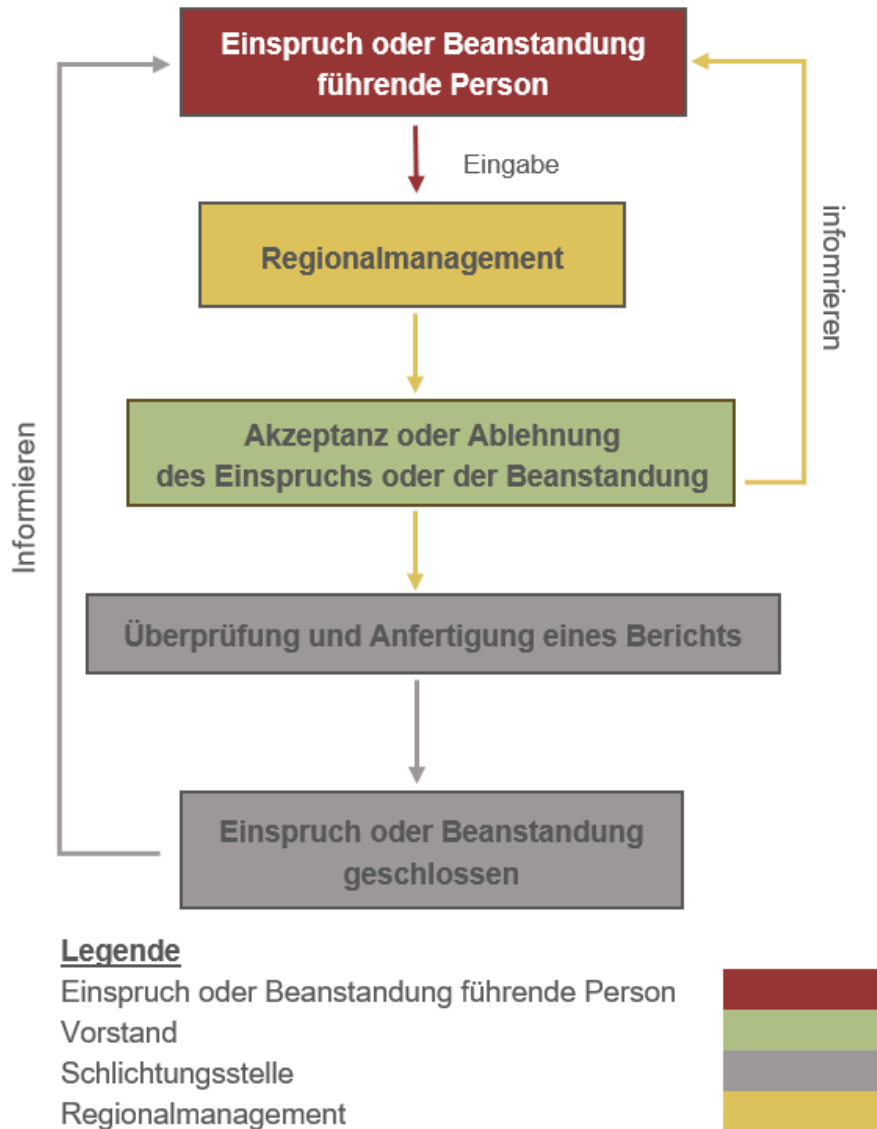 Einspruch oder Beanstandung
führende Person
Eingabe
Regionalmanagement
infomrieren
Akzeptanz oder Ablehnung
des Einspruchs oder der Beanstandung
Informieren
Überprüfung und Anfertigung eines Berichts
Einspruch oder Beanstandung
geschlossen
Legende
Einspruch oder Beanstandung führende Person
Vorstand
Schlichtungsstelle
Regionalmanagement